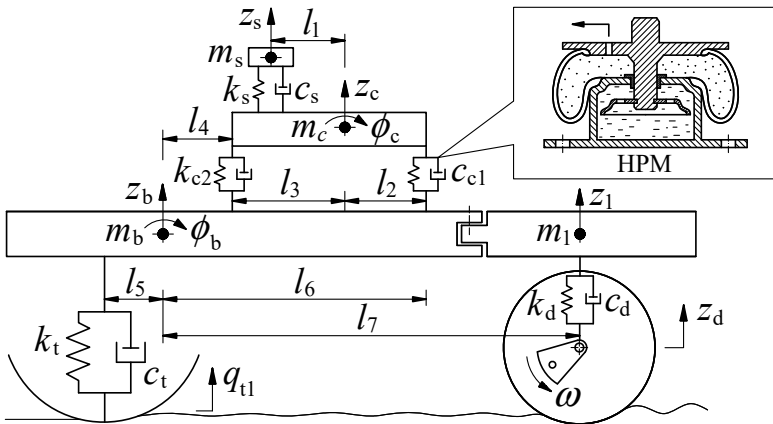 z_s
l_1
m_s
k_s
c_s
z_c
l_4
m_c
ϕ_c
HPM
k_c2
l_3
l_2
c_c1
z_b
z_1
m_b
ϕ_b
m_1
l_5
l_6
k_d
c_d
z_d
l_7
k_t
c_t
q_t1
ω